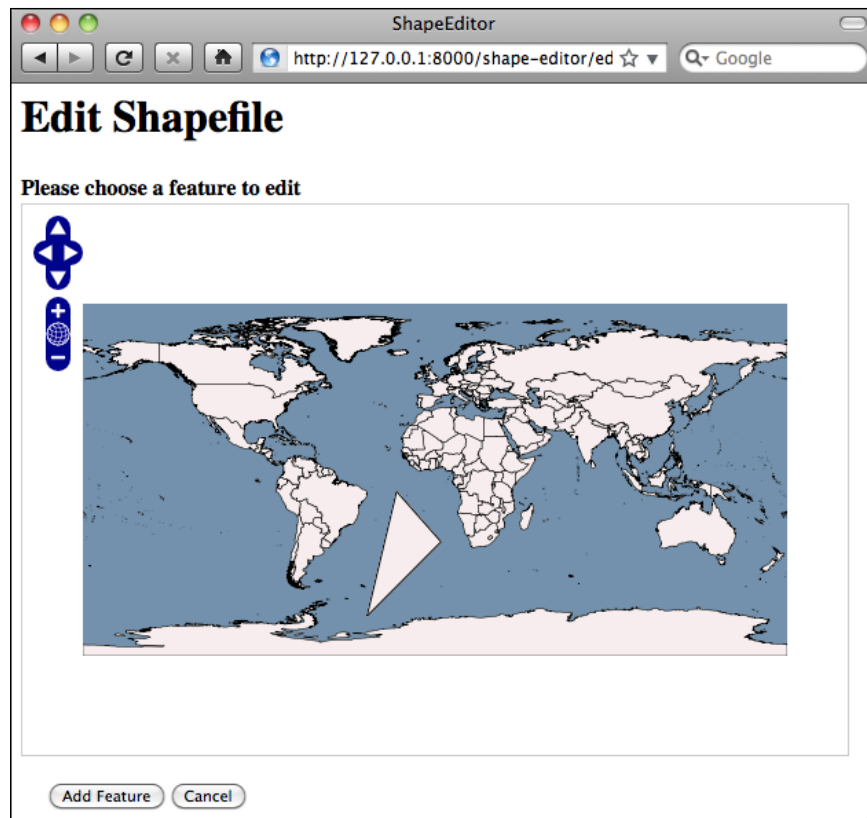 ShapeEditor
http://127.0.0.1:8000/shape-editor/ed
Google
Edit Shapefile
Please choose a feature to edit
Add Feature
Cancel